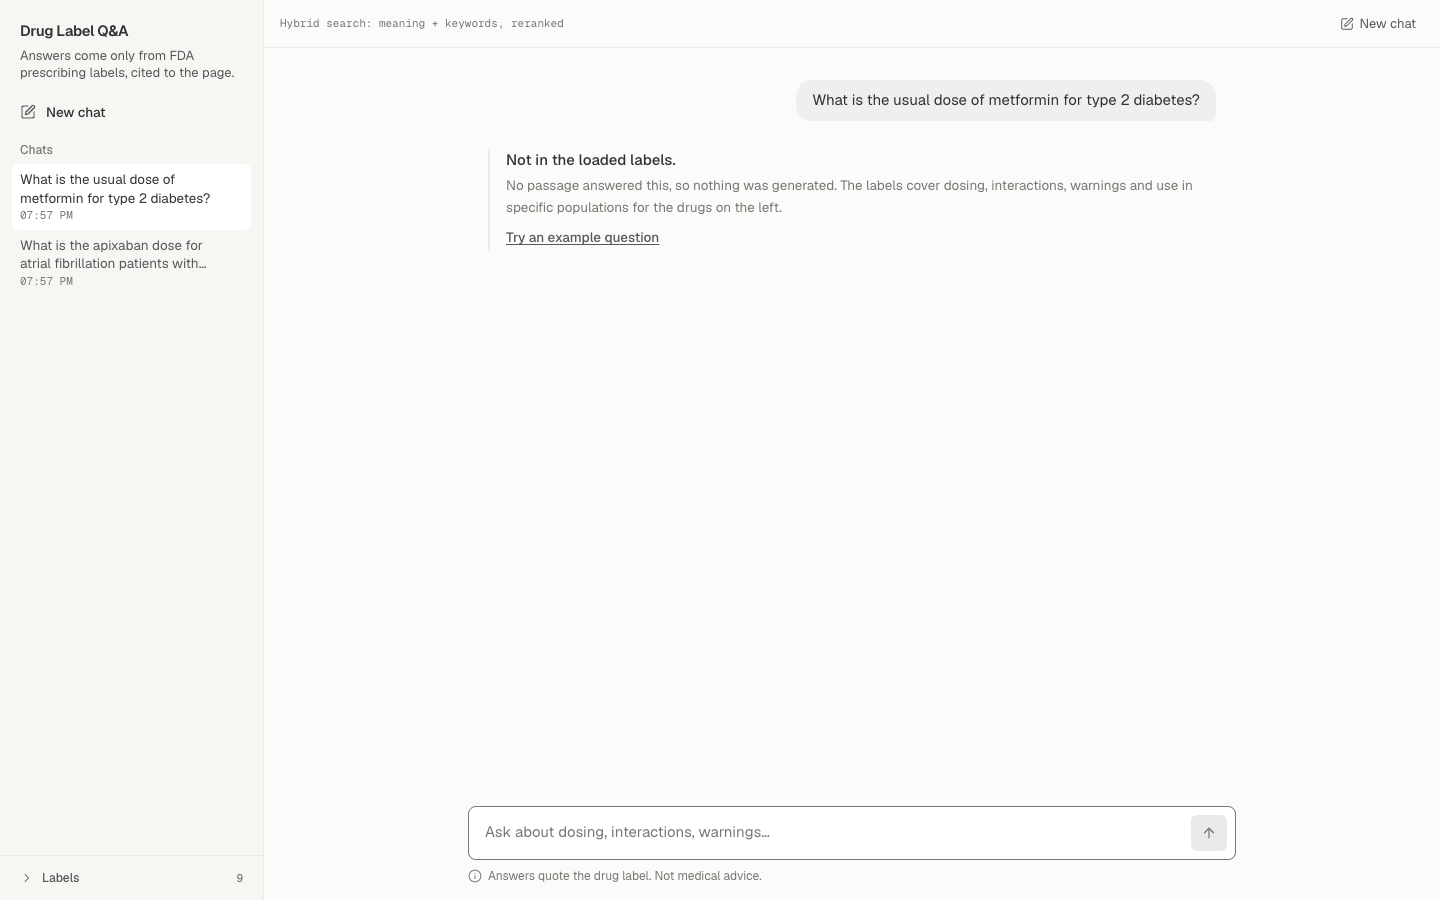 Drug Label Q&A
Answers come only from FDA
prescribing labels, cited to the page.
New chat
Chats
What is the usual dose of
metformin for type 2 diabetes?
07:57 PM
What is the apixaban dose for
atrial fibrillation patients with…
07:57 PM
Labels
9
Hybrid search: meaning + keywords, reranked
New chat
What is the usual dose of metformin for type 2 diabetes?
Not in the loaded labels.
No passage answered this, so nothing was generated. The labels cover dosing, interactions, warnings and use in
specific populations for the drugs on the left.
Try an example question
Ask about dosing, interactions, warnings…
Answers quote the drug label. Not medical advice.